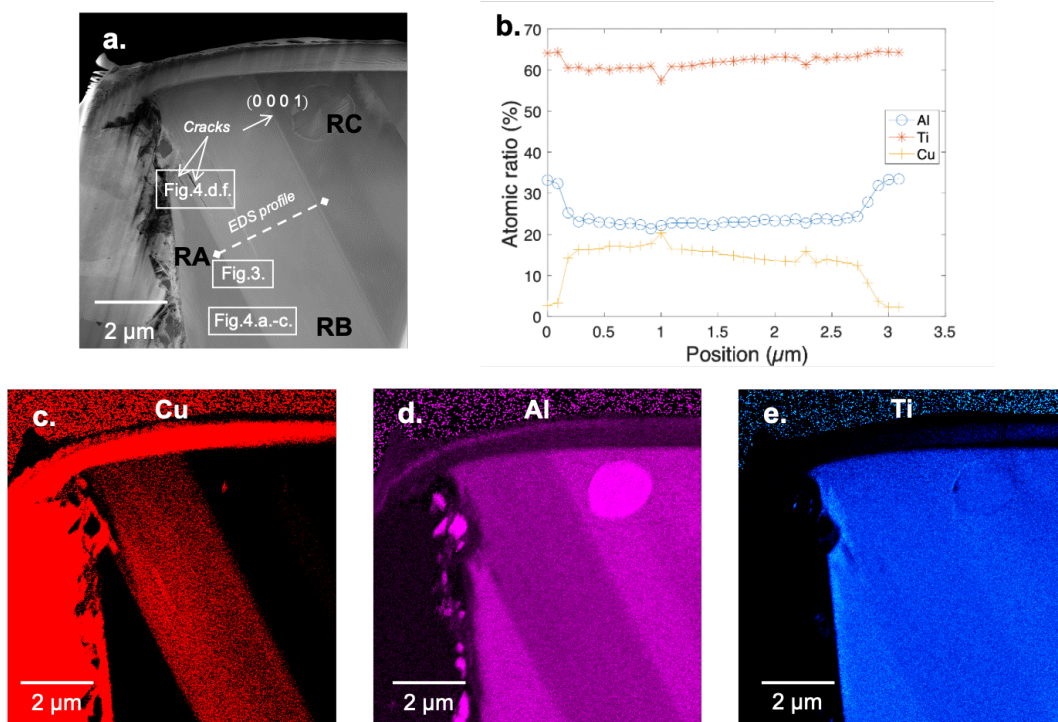 a.
(0 0 0 1)
Cracks
RC
Fig.4.d.f.
EDS profile
RA
Fig.3.
Fig.4.a.-c.
RB
2 µm
b.
70
60
50
40
30
20
10
0
Atomic ratio (%)
Al
Ti
Cu
0 0.5 1 1.5 2 2.5 3 3.5
Position (µm)
c. Cu
2 µm
d. Al
2 µm
e. Ti
2 µm